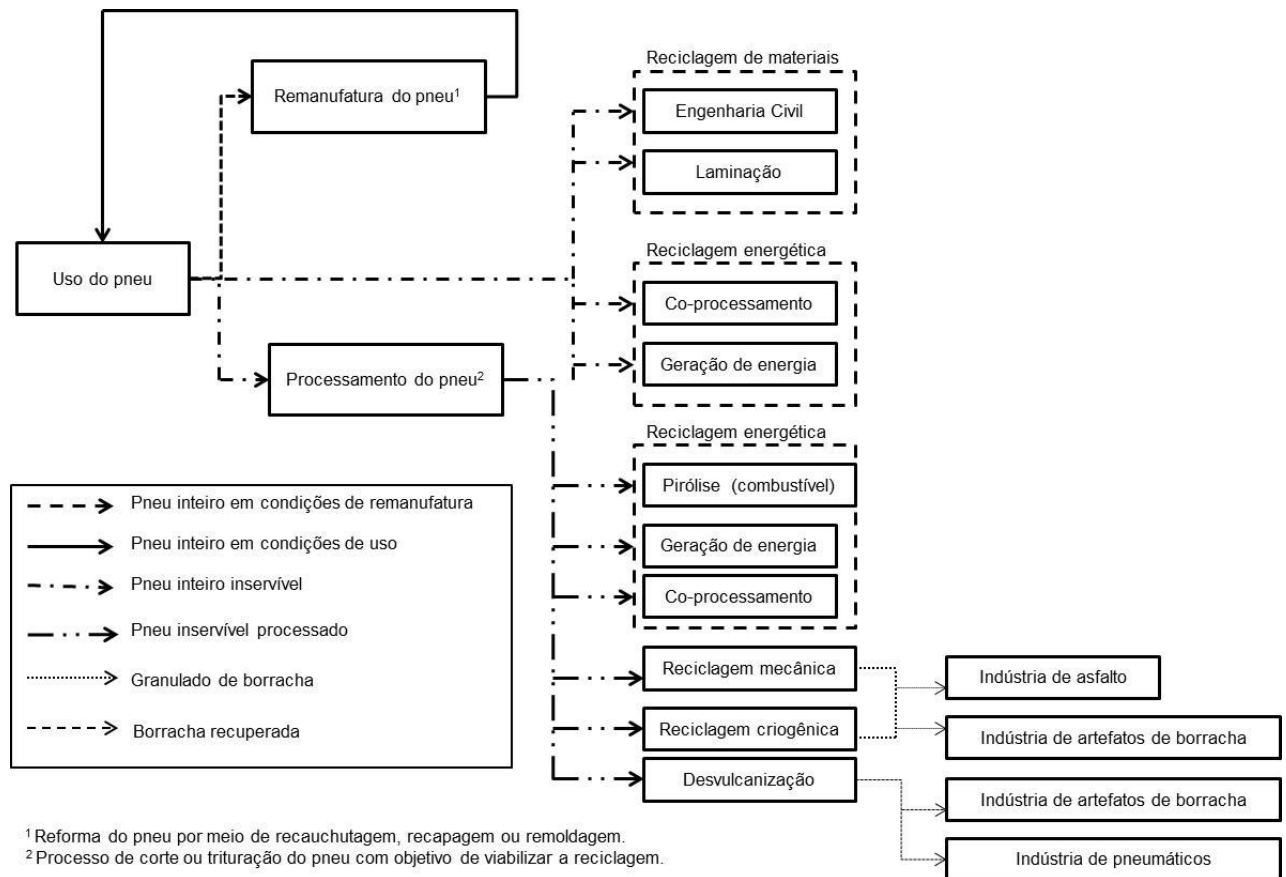 Reciclagem de materiais
Remanufatura do pneu¹
Engenharia Civil
Laminação
Uso do pneu
Reciclagem energética
Co-processamento
Geração de energia
Processamento do pneu²
Reciclagem energética
Pirólise (combustível)
Geração de energia
Co-processamento
Reciclagem mecânica
Reciclagem criogênica
Desvulcanização
Indústria de asfalto
Indústria de artefatos de borracha
Indústria de artefatos de borracha
Indústria de pneumáticos
Pneu inteiro em condições de remanufatura
Pneu inteiro em condições de uso
Pneu inteiro inservível
Pneu inservível processado
Granulado de borracha
Borracha recuperada
¹ Reforma do pneu por meio de recauchutagem, recapagem ou remoldagem.
² Processo de corte ou trituração do pneu com objetivo de viabilizar a reciclagem.